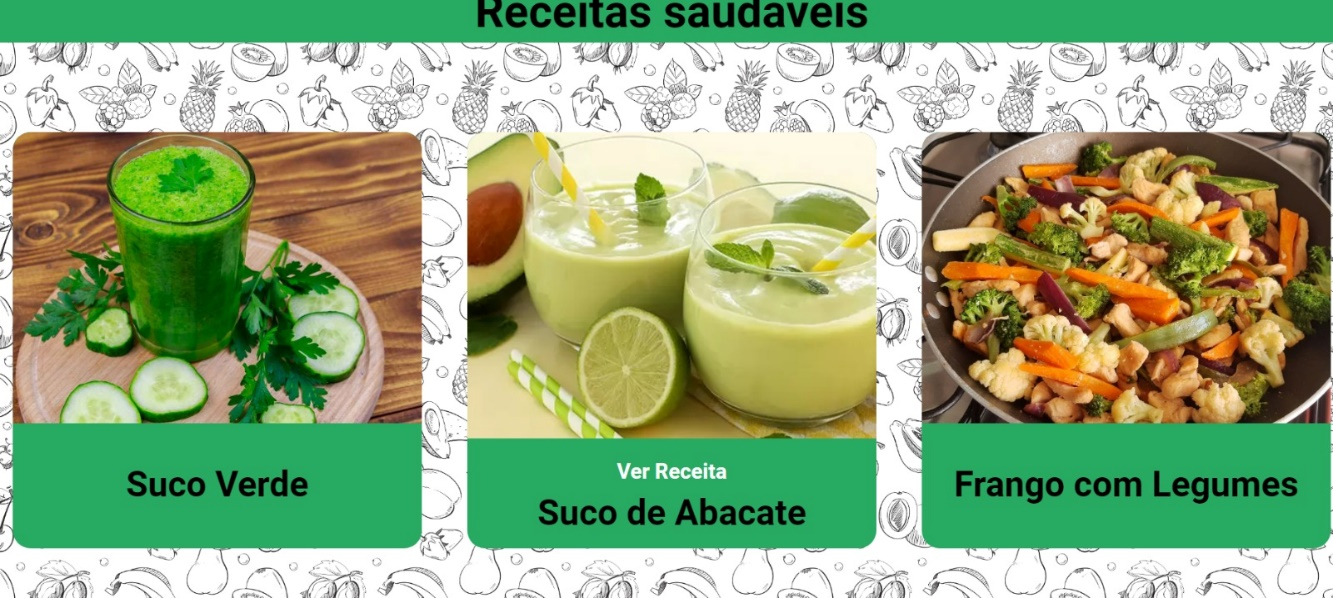 Receitas saudáveis
Suco Verde
Ver Receita
Suco de Abacate
Frango com Legumes